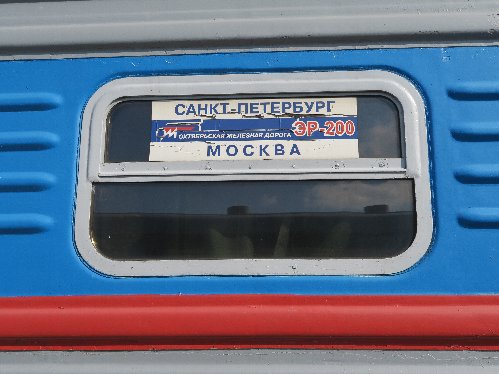 САНКТ-ПЕТЕРБУРГ
ОКТЯБРЬСКАЯ ЖЕЛЕЗНАЯ ДОРОГА ЭР-200
МОСКВА